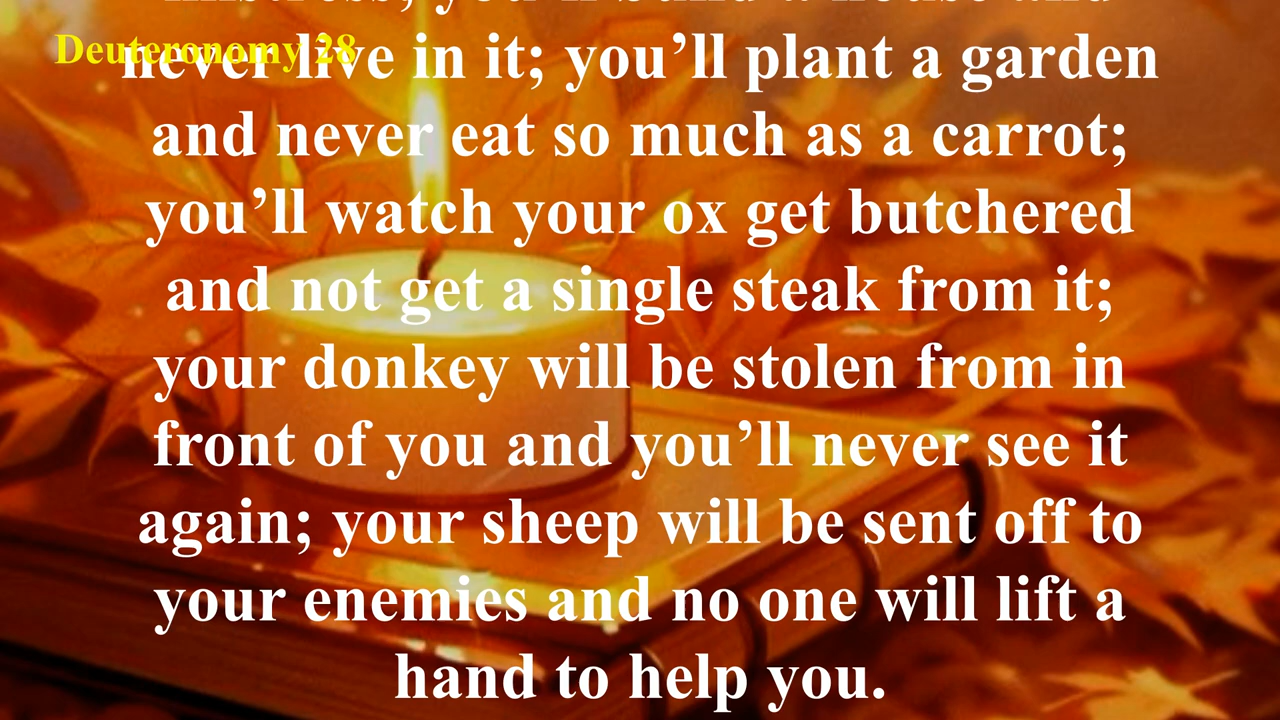 Deuteronomy 28
never live in it; you’ll plant a garden
and never eat so much as a carrot;
you’ll watch your ox get butchered
and not get a single steak from it;
your donkey will be stolen from in
front of you and you’ll never see it
again; your sheep will be sent off to
your enemies and no one will lift a
hand to help you.